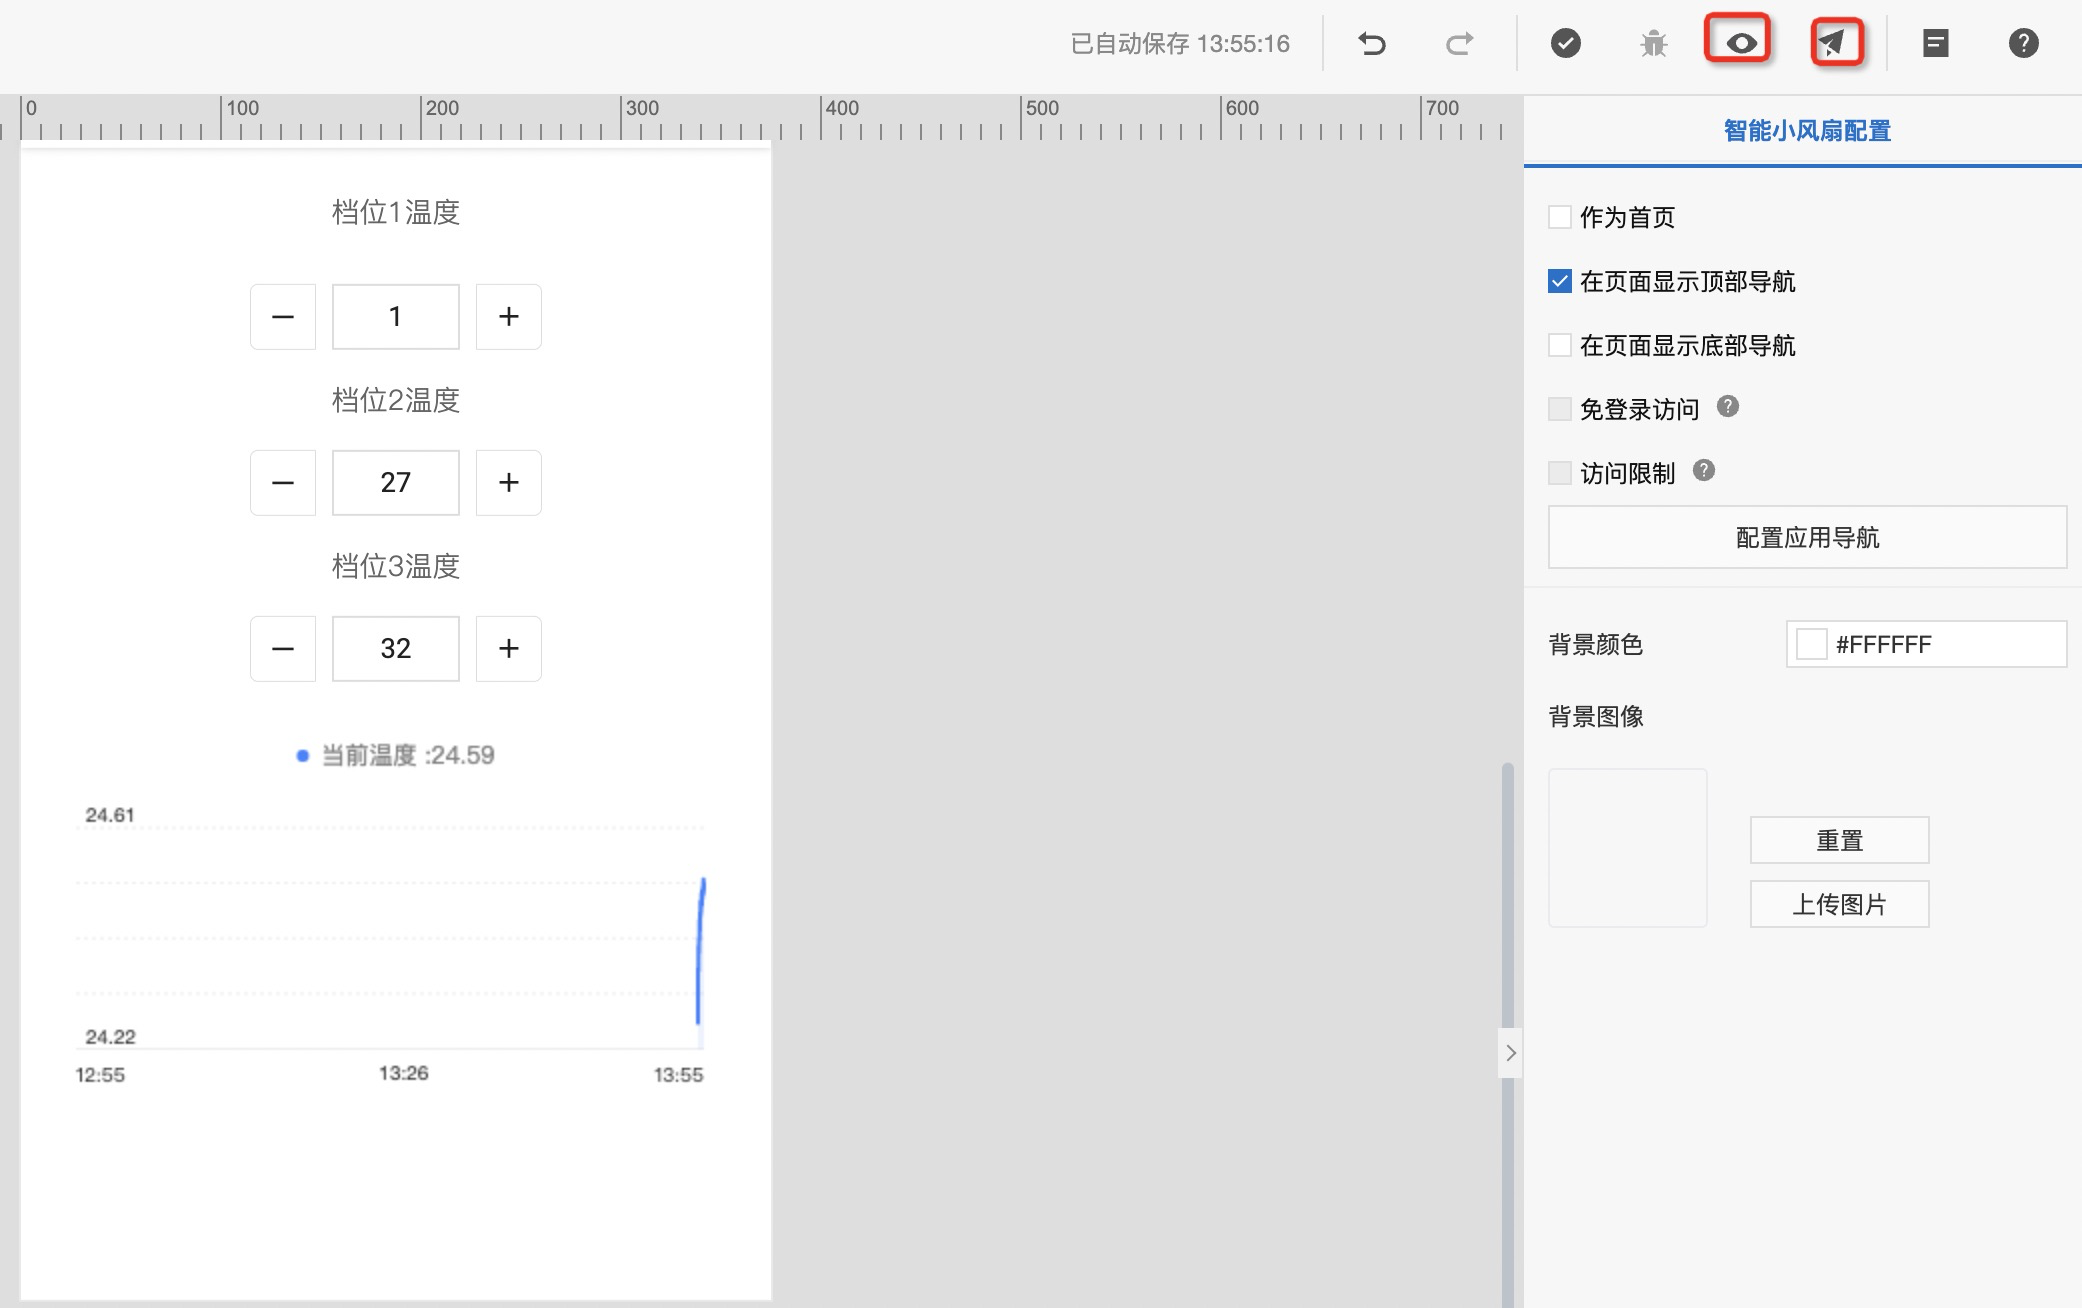 已自动保存 13:55:16
0 100 200 300 400 500 600 700
智能小风扇配置
档位1温度
1
档位2温度
27
档位3温度
32
当前温度 :24.59
24.61
24.22
12:55 13:26 13:55
作为首页
在页面显示顶部导航
在页面显示底部导航
免登录访问
访问限制
配置应用导航
背景颜色 #FFFFFF
背景图像
重置
上传图片